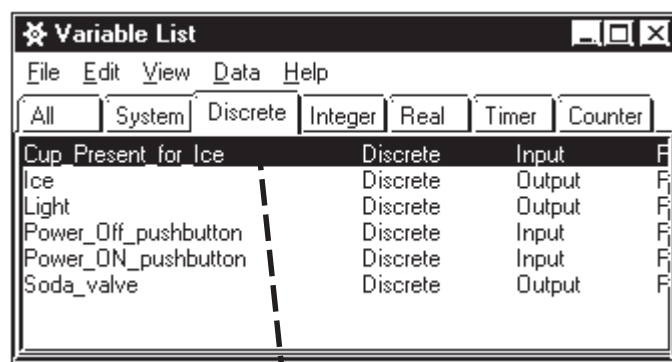 Variable List
File Edit View Data Help
All System Discrete Integer Real Timer Counter
Cup_Present_for_Ice Discrete Input F
Ice Discrete Output F
Light Discrete Output F
Power_Off_pushbutton Discrete Input F
Power_ON_pushbutton Discrete Input F
Soda_valve Discrete Output F